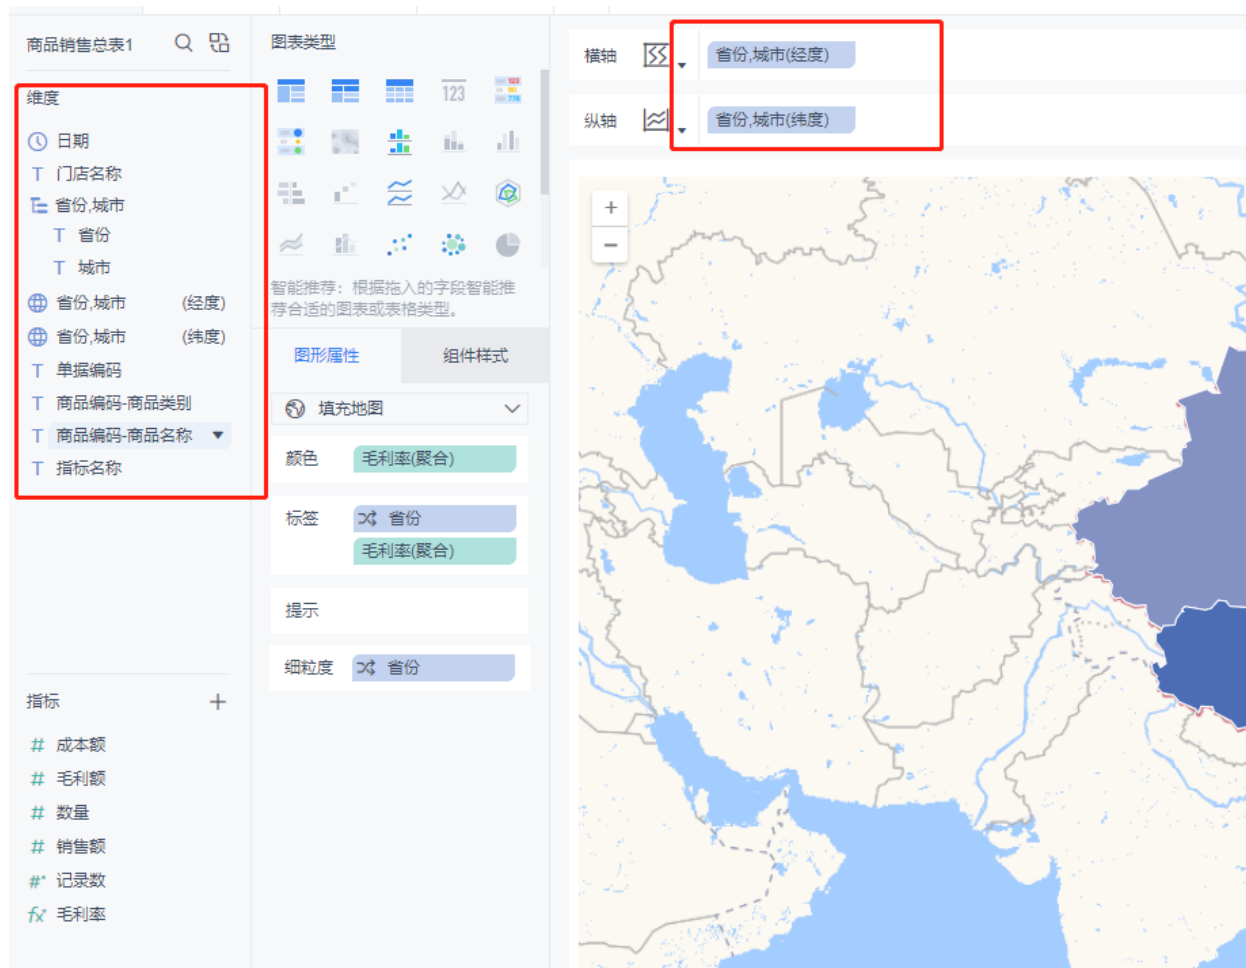 商品销售总表1
维度
日期
门店名称
省份,城市
省份
城市
省份,城市 (经度)
省份,城市 (纬度)
单据编码
商品编码-商品类别
商品编码-商品名称
指标名称
指标
成本额
毛利额
数量
销售额
记录数
毛利率
图表类型
123
智能推荐：根据拖入的字段智能推
荐合适的图表或表格类型。
图形属性 组件样式
填充地图
颜色 毛利率(聚合)
标签 省份
毛利率(聚合)
提示
细粒度 省份
横轴 省份,城市(经度)
纵轴 省份,城市(纬度)